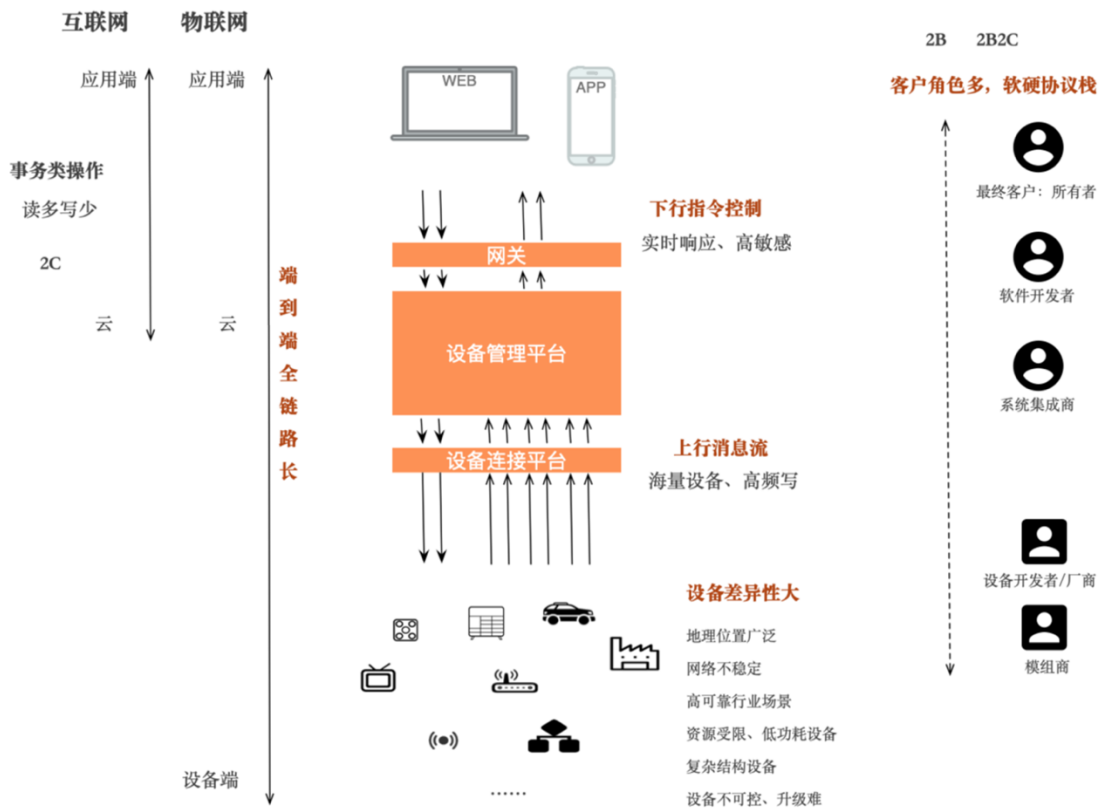 互联网 物联网
应用端 应用端
事务类操作
读多写少
2C
云 云
端到端全链路长
设备端
WEB
APP
网关
设备管理平台
设备连接平台
下行指令控制
实时响应、高敏感
上行消息流
海量设备、高频写
设备差异性大
地理位置广泛
网络不稳定
高可靠行业场景
资源受限、低功耗设备
复杂结构设备
设备不可控、升级难
······
2B 2B2C
客户角色多，软硬协议栈
最终客户：所有者
软件开发者
系统集成商
设备开发者/厂商
模组商